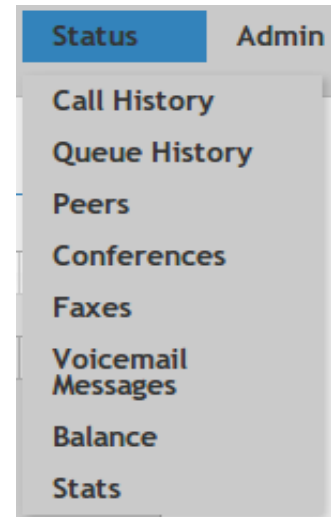 Status Admin
Call History
Queue History
Peers
Conferences
Faxes
Voicemail
Messages
Balance
Stats